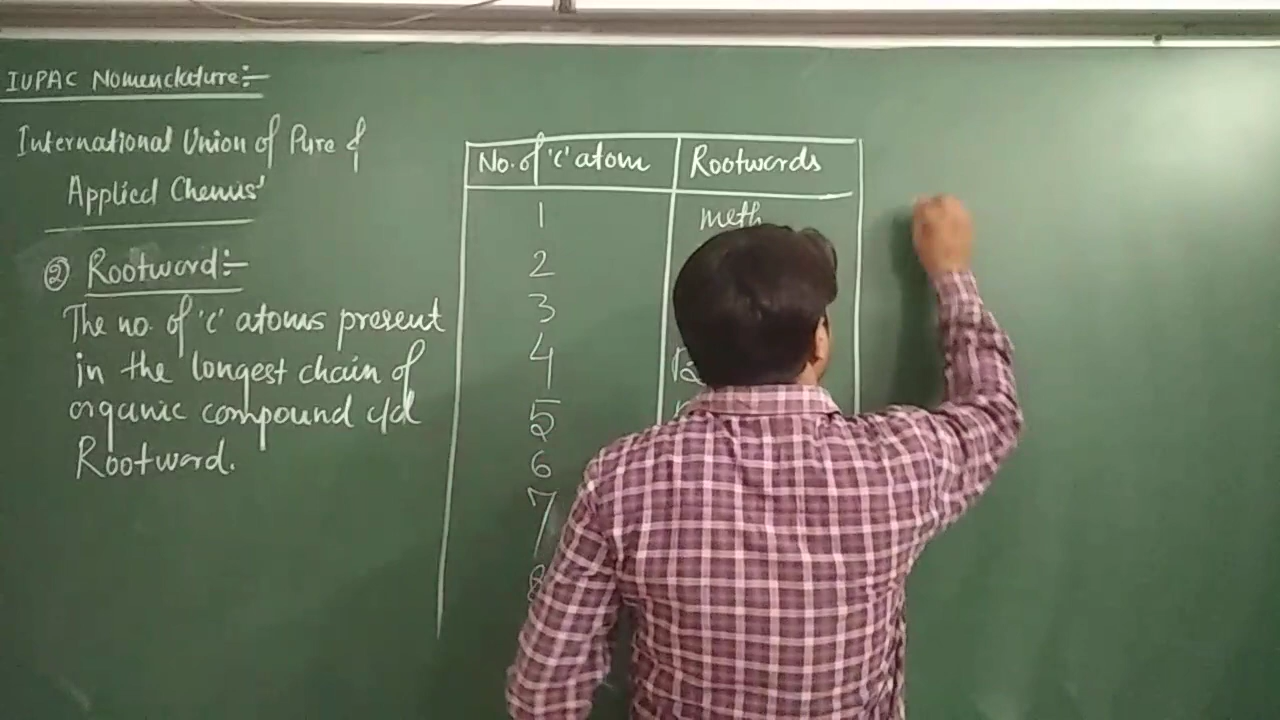 IUPAC Nomenclature:-
International Union of Pure &
Applied Chemis'
② Rootword:-
The no. of 'c' atoms present
in the longest chain of
organic compound c/d
Rootword.
No. of 'c' atom Rootwords
1 meth
2
3
4
5
6
7
8